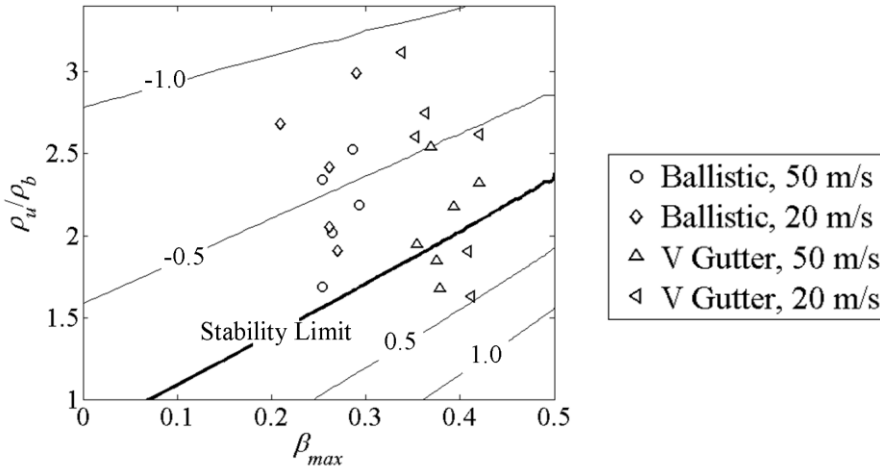 ρu/ρb
3
2.5
2
1.5
1
-1.0
-0.5
Stability Limit
0.5
1.0
0
0.1
0.2
0.3
0.4
0.5
βmax
Ballistic, 50 m/s
Ballistic, 20 m/s
V Gutter, 50 m/s
V Gutter, 20 m/s